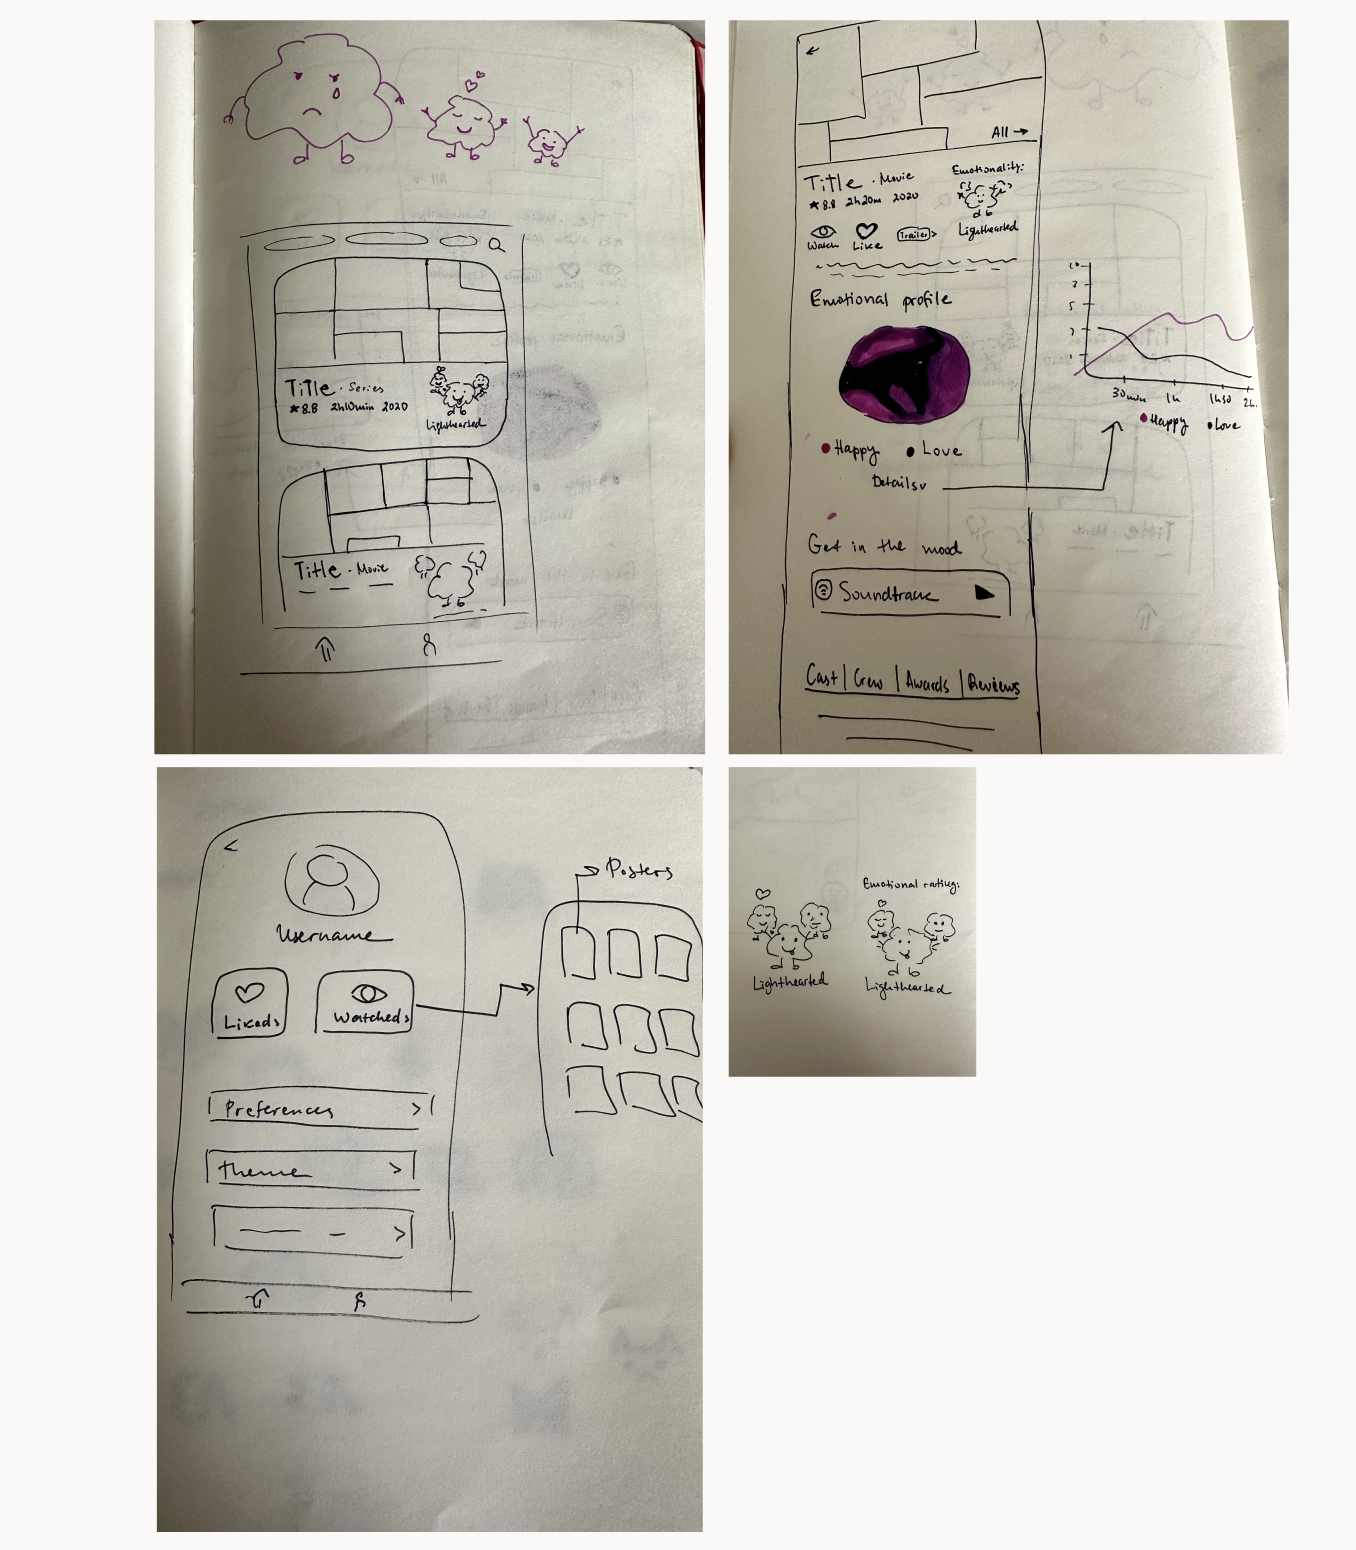 Title · Series
★ 8.8 2h10min 2020
Lighthearted
Title · Movie
All →
Title · Movie
★ 8.8 2h20m 2020
Emotionality:
Lighthearted
Watch Like Trailer >
Emotional profile
Happy Love
Details
10
7
5
3
1
30min 1h 1h30 2h.
Happy Love
Get in the mood
Soundtrack
Cast | Crew | Awards | Reviews
<
Username
Likeds
Watcheds
Preferences >
theme >
>
Posters
Lighthearted
Emotional rating:
Lighthearted